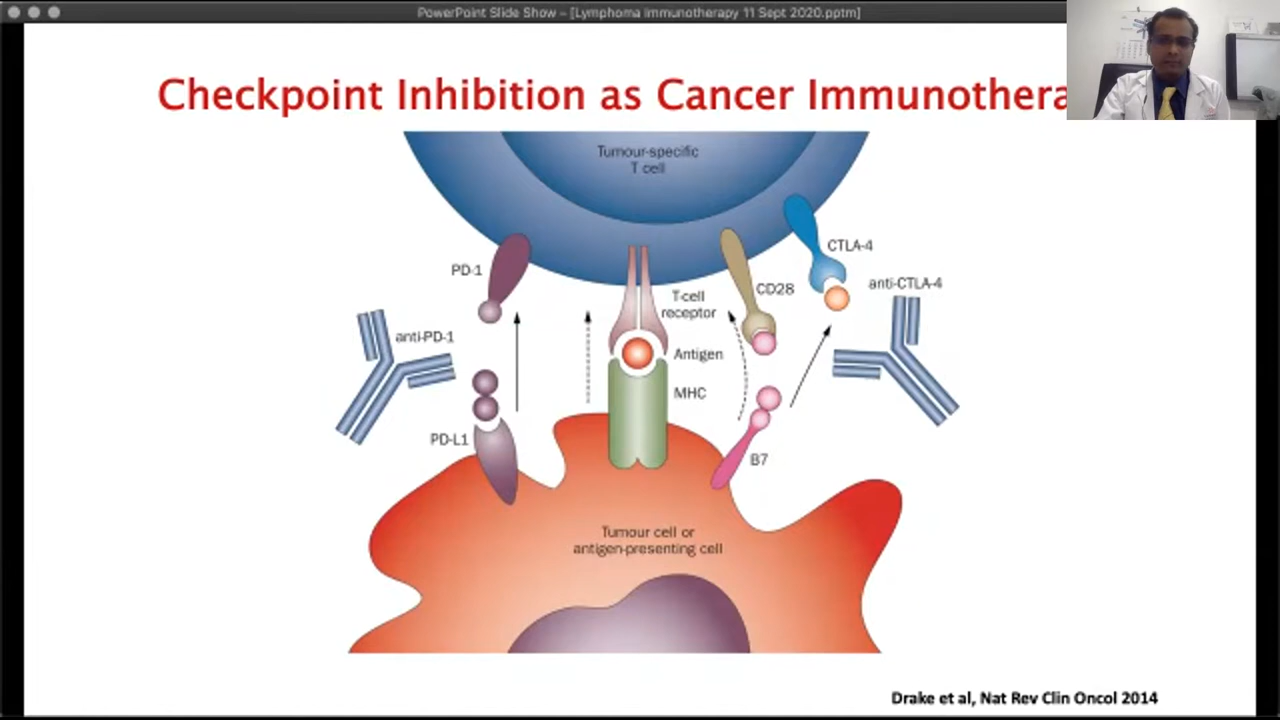 PowerPoint Slide Show – [Lymphoma Immunotherapy 11 Sept 2020.pptm]
Checkpoint Inhibition as Cancer Immunothera
Tumour-specific
T cell
CTLA-4
PD-1
anti-CTLA-4
CD28
T-cell
receptor
anti-PD-1
Antigen
MHC
PD-L1
B7
Tumour cell or
antigen-presenting cell
Drake et al, Nat Rev Clin Oncol 2014